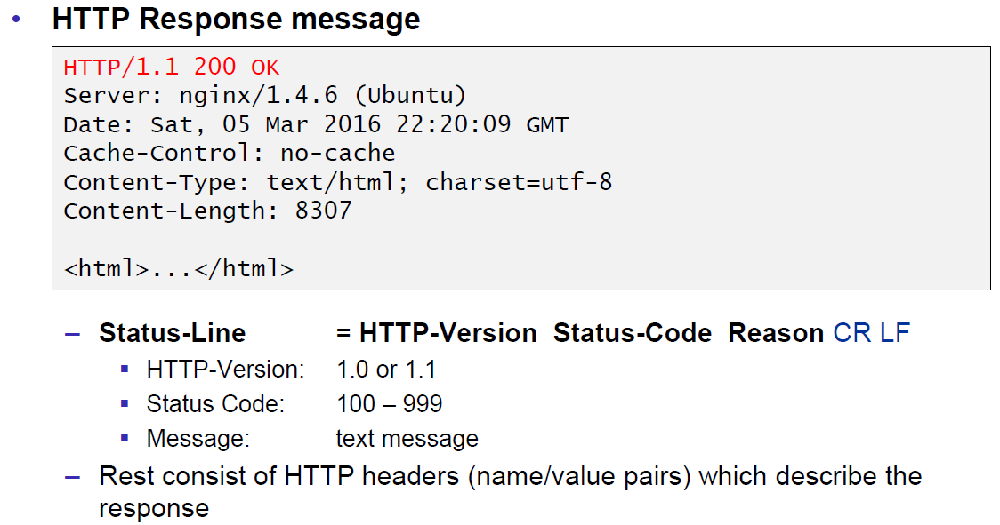 • HTTP Response message
HTTP/1.1 200 OK
Server: nginx/1.4.6 (Ubuntu)
Date: Sat, 05 Mar 2016 22:20:09 GMT
Cache-Control: no-cache
Content-Type: text/html; charset=utf-8
Content-Length: 8307

<html>...</html>
– Status-Line = HTTP-Version Status-Code Reason CR LF
▪ HTTP-Version: 1.0 or 1.1
▪ Status Code: 100 – 999
▪ Message: text message
– Rest consist of HTTP headers (name/value pairs) which describe the
response